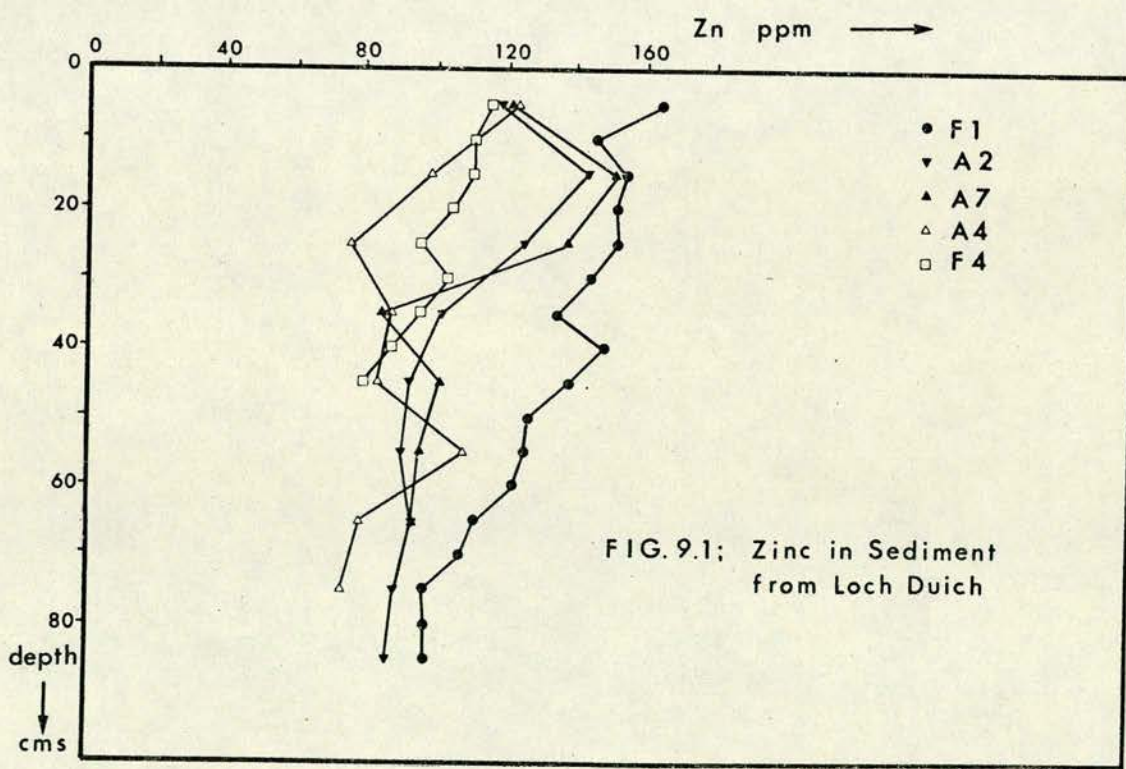 Zn ppm
0 80 120 160
0
20
40
60
80
depth
cms
F1
A2
A7
A4
F4
FIG. 9.1; Zinc in Sediment
from Loch Duich